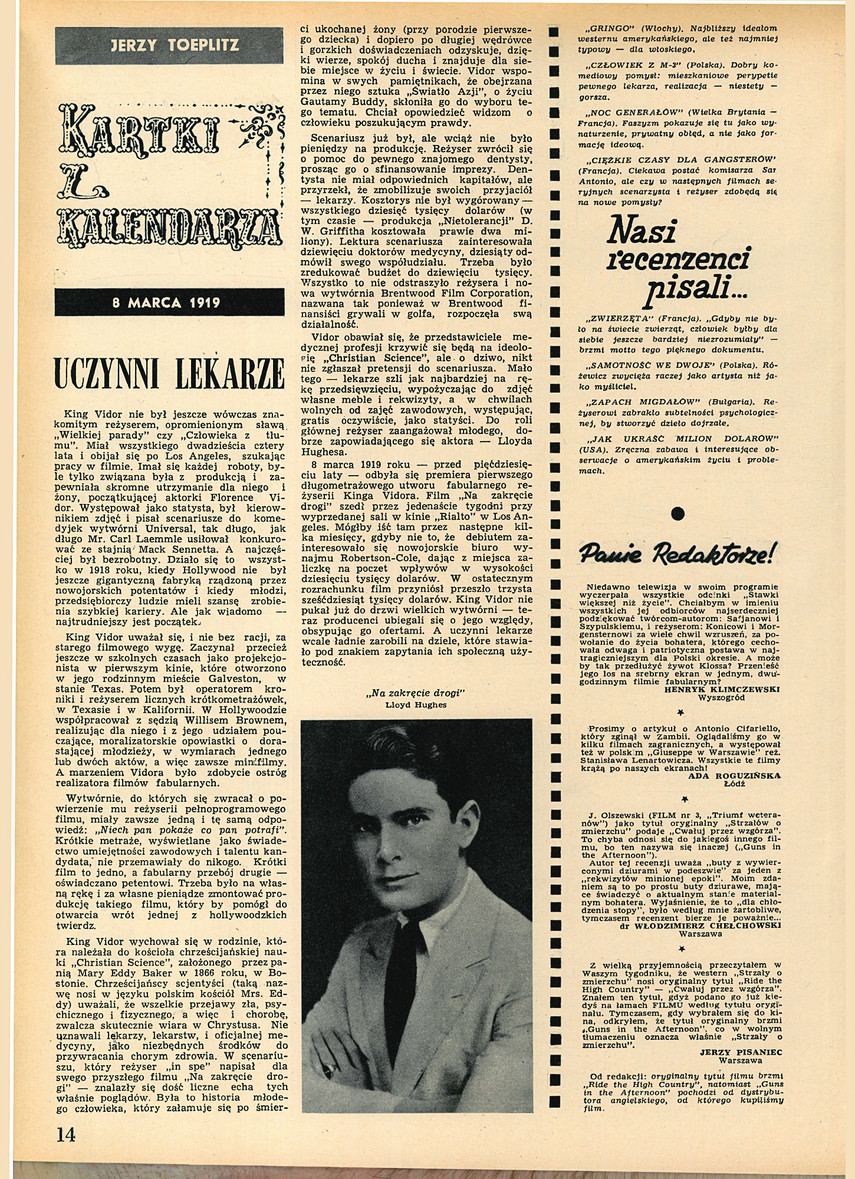 JERZY TOEPLITZ
KARTKI
Z
KALENDARZA
8 MARCA 1919
UCZYNNI LEKARZE
King Vidor nie był jeszcze wówczas zna-
komitym reżyserem, opromienionym sławą
„Wielkiej parady” czy „Człowieka z tłu-
mu”. Miał wszystkiego dwadzieścia cztery
lata i obijał się po Los Angeles, szukając
pracy w filmie. Imał się każdej roboty, by-
le tylko związana była z produkcją i za-
pewniała skromne utrzymanie dla niego i
żony, początkującej aktorki Florence Vi-
dor. Występował jako statysta, był kierow-
nikiem zdjęć i pisał scenariusze do kome-
dyjek wytwórni Universal, tak długo, jak
długo Mr. Carl Laemmle usiłował konkuro-
wać ze stajnią Mack Sennetta. A najczęś-
ciej był bezrobotny. Działo się to wszyst-
ko w 1918 roku, kiedy Hollywood nie był
jeszcze gigantyczną fabryką rządzoną przez
nowojorskich potentatów i kiedy młodzi,
przedsiębiorczy ludzie mieli szansę zrobie-
nia szybkiej kariery. Ale jak wiadomo —
najtrudniejszy jest początek.
King Vidor uważał się, i nie bez racji, za
starego filmowego wygę. Zaczynał przecież
jeszcze w szkolnych czasach jako projekcjo-
nista w pierwszym kinie, które otworzono
w jego rodzinnym mieście Galveston, w
stanie Texas. Potem był operatorem kro-
niki i reżyserem licznych krótkometrażówek,
w Texasie i w Kalifornii. W Hollywoodzie
współpracował z sędzią Willisem Brownem,
realizując dla niego i z jego udziałem pou-
czające, moralizatorskie opowiastki o dora-
stającej młodzieży, w wymiarach jednego
lub dwóch aktów, a więc zawsze minifilmy.
A marzeniem Vidora było zdobycie ostróg
realizatora filmów fabularnych.
Wytwórnie, do których się zwracał o po-
wierzenie mu reżyserii pełnoprogramowego
filmu, miały zawsze jedną i tę samą odpo-
wiedź: „Niech pan pokaże co pan potrafi”.
Krótkie metraże, wyświetlane jako świade-
ctwo umiejętności zawodowych i talentu kan-
dydata, nie przemawiały do nikogo. Krótki
film to jedno, a fabularny przebój drugie —
oświadczano petentowi. Trzeba było na włas-
ną rękę i za własne pieniądze zmontować pro-
dukcję takiego filmu, który by pomógł do
otwarcia wrót jednej z hollywoodzkich
twierdz.
King Vidor wychował się w rodzinie, któ-
ra należała do kościoła chrześcijańskiej nau-
ki „Christian Science”, założonego przez pa-
nią Mary Eddy Baker w 1866 roku, w Bo-
stonie. Chrześcijańscy scjentyści (taką naz-
wę nosi w języku polskim kościół Mrs. Ed-
dy) uważali, że wszelkie przejawy zła, psy-
chicznego i fizycznego, a więc i chorobę,
zwalcza skutecznie wiara w Chrystusa. Nie
uznawali lekarzy, lekarstw, i oficjalnej me-
dycyny, jako niezbędnych środków do
przywracania chorym zdrowia. W scenariu-
szu, który reżyser „in spe” napisał dla
swego przyszłego filmu „Na zakręcie dro-
gi” — znalazły się dość liczne echa tych
właśnie poglądów. Była to historia młode-
go człowieka, który załamuje się po śmier-
14
ci ukochanej żony (przy porodzie pierwsze-
go dziecka) i dopiero po długiej wędrówce
i gorzkich doświadczeniach odzyskuje, dzię-
ki wierze, spokój ducha i znajduje dla sie-
bie miejsce w życiu i świecie. Vidor wspo-
mina w swych pamiętnikach, że obejrzana
przez niego sztuka „Światło Azji”, o życiu
Gautamy Buddy, skłoniła go do wyboru te-
go tematu. Chciał opowiedzieć widzom o
człowieku poszukującym prawdy.
Scenariusz już był, ale wciąż nie było
pieniędzy na produkcję. Reżyser zwrócił się
o pomoc do pewnego znajomego dentysty,
prosząc go o sfinansowanie imprezy. Den-
tysta nie miał odpowiednich kapitałów, ale
przyrzekł, że zmobilizuje swoich przyjaciół
— lekarzy. Kosztorys nie był wygórowany —
wszystkiego dziesięć tysięcy dolarów (w
tym czasie — produkcja „Nietolerancji” D.
W. Griffitha kosztowała prawie dwa mi-
liony). Lektura scenariusza zainteresowała
dziewięciu doktorów medycyny, dziesiąty od-
mówił swego współudziału. Trzeba było
zredukować budżet do dziewięciu tysięcy.
Wszystko to nie odstraszyło reżysera i no-
wa wytwórnia Brentwood Film Corporation,
nazwana tak ponieważ w Brentwood fi-
nansiści grywali w golfa, rozpoczęła swą
działalność.
Vidor obawiał się, że przedstawiciele me-
dycznej profesji krzywić się będą na ideolo-
gię „Christian Science”, ale o dziwo, nikt
nie zgłaszał pretensji do scenariusza. Mało
tego — lekarze szli jak najbardziej na rę-
kę przedsięwzięciu, wypożyczając do zdjęć
własne meble i rekwizyty, a w chwilach
wolnych od zajęć zawodowych, występując,
gratis oczywiście, jako statyści. Do roli
głównej reżyser zaangażował młodego, do-
brze zapowiadającego się aktora — Lloyda
Hughesa.
8 marca 1919 roku — przed pięćdziesię-
ciu laty — odbyła się premiera pierwszego
długometrażowego utworu fabularnego re-
żyserii Kinga Vidora. Film „Na zakręcie
drogi” szedł przez jedenaście tygodni przy
wyprzedanej sali w kinie „Rialto” w Los An-
geles. Mógłby iść tam przez następne kil-
ka miesięcy, gdyby nie to, że debiutem za-
interesowało się nowojorskie biuro wy-
najmu Robertson-Cole, dając z miejsca za-
liczkę na poczet wpływów w wysokości
dziesięciu tysięcy dolarów. W ostatecznym
rozrachunku film przyniósł przeszło trzysta
sześćdziesiąt tysięcy dolarów. King Vidor nie
pukał już do drzwi wielkich wytwórni — te-
raz producenci ubiegali się o jego względy,
obsypując go ofertami. A uczynni lekarze
wcale ładnie zarobili na dziele, które stawia-
ło pod znakiem zapytania ich społeczną uży-
teczność.
„Na zakręcie drogi”
Lloyd Hughes
„GRINGO” (Włochy). Najbliższy ideałom
westernu amerykańskiego, ale też najmniej
typowy — dla włoskiego.
„CZŁOWIEK Z M-3” (Polska). Dobry ko-
mediowy pomysł: mieszkaniowe perypetie
pewnego lekarza, realizacja — niestety —
gorsza.
„NOC GENERAŁÓW” (Wielka Brytania —
Francja). Faszyzm pokazuje się tu jako wy-
naturzenie, prywatny obłęd, a nie jako for-
mację ideową.
„CIĘŻKIE CZASY DLA GANGSTERÓW”
(Francja). Ciekawa postać komisarza San
Antonio, ale czy w następnych filmach se-
ryjnych scenarzysta i reżyser zdobędą się
na nowe pomysły?
Nasi
recenzenci
pisali...
„ZWIERZĘTA” (Francja). „Gdyby nie by-
ło na świecie zwierząt, człowiek byłby dla
siebie jeszcze bardziej niezrozumiały” —
brzmi motto tego pięknego dokumentu.
„SAMOTNOŚĆ WE DWOJE” (Polska). Ró-
żewicz zwycięża raczej jako artysta niż ja-
ko myśliciel.
„ZAPACH MIGDAŁÓW” (Bułgaria). Re-
żyserowi zabrakło subtelności psychologicz-
nej, by stworzyć dzieło dojrzałe.
„JAK UKRAŚĆ MILION DOLARÓW”
(USA). Zręczna zabawa i interesujące ob-
serwacje o amerykańskim życiu i proble-
mach.
Panie Redaktorze!
Niedawno telewizja w swoim programie
wyczerpała wszystkie odcinki „Stawki
większej niż życie”. Chciałbym w imieniu
wszystkich jej odbiorców najserdeczniej
podziękować twórcom-autorom: Safjanowi i
Szypulskiemu, i reżyserom: Konicowi i Mor-
gensternowi za wiele chwil wzruszeń, za po-
wołanie do życia bohatera, którego cecho-
wała odwaga i patriotyczna postawa w naj-
tragiczniejszym dla Polski okresie. A może
by tak przedłużyć żywot Klossa? Przenieść
jego los na srebrny ekran w jednym, dwu-
godzinnym filmie fabularnym?
HENRYK KLIMCZEWSKI
Wyszogród
★
Prosimy o artykuł o Antonio Cifariello,
który zginął w Zambii. Oglądaliśmy go w
kilku filmach zagranicznych, a występował
też w polskim „Giuseppe w Warszawie” reż.
Stanisława Lenartowicza. Wszystkie te filmy
krążą po naszych ekranach!
ADA ROGUZIŃSKA
Łódź
★
J. Olszewski (FILM nr 3, „Triumf wetera-
nów”) jako tytuł oryginalny „Strzałów o
zmierzchu” podaje „Cwałuj przez wzgórza”.
To chyba odnosi się do jakiegoś innego fil-
mu, bo ten nazywa się inaczej („Guns in
the Afternoon”).
Autor tej recenzji uważa „buty z wywier-
conymi dziurami w podeszwie” za jeden z
„rekwizytów minionej epoki”. Moim zda-
niem są to po prostu buty dziurawe, mają-
ce świadczyć o aktualnym stanie material-
nym bohatera. Wyjaśnienie, że to „dla chło-
dzenia stopy”, było według mnie żartobliwe,
tymczasem recenzent bierze je poważnie...
dr WŁODZIMIERZ CHEŁCHOWSKI
Warszawa
★
Z wielką przyjemnością przeczytałem w
Waszym tygodniku, że western „Strzały o
zmierzchu” nosi oryginalny tytuł „Ride the
High Country” — „Cwałuj przez wzgórza”.
Znałem ten tytuł, gdyż podano go już kie-
dyś na łamach FILMU według tytułu orygi-
nału. Tymczasem, gdy wybrałem się do ki-
na, odkryłem, że tytuł oryginalny brzmi
„Guns in the Afternoon”, co w wolnym
tłumaczeniu oznacza właśnie „Strzały o
zmierzchu”.
JERZY PISANIEC
Warszawa
Od redakcji: oryginalny tytuł filmu brzmi
„Ride the High Country”, natomiast „Guns
in the Afternoon” pochodzi od dystrybu-
tora angielskiego, od którego kupiliśmy
film.